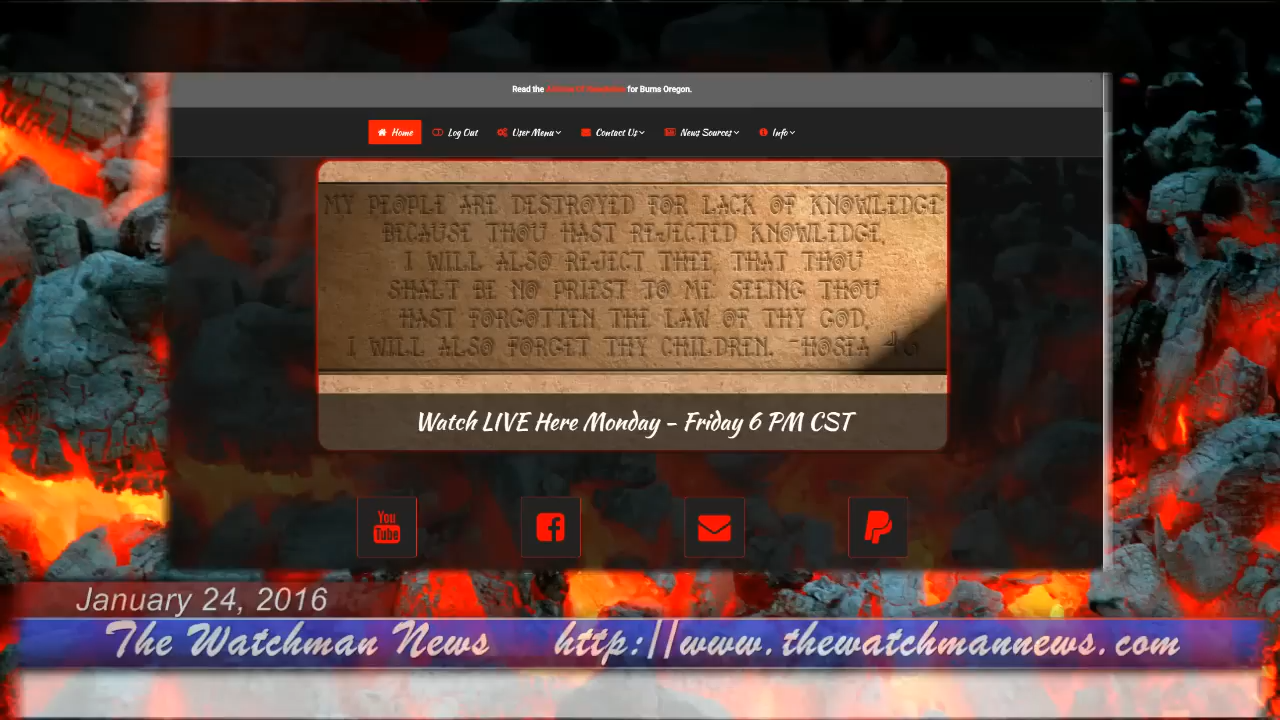 Read the for Burns Oregon.
Home Log Out User Menu Contact Us News Sources Info
MY PEOPLE ARE DESTROYED FOR LACK OF KNOWLEDGE
BECAUSE THOU HAST REJECTED KNOWLEDGE,
I WILL ALSO REJECT THEE, THAT THOU
SHALT BE NO PRIEST TO ME SEEING THOU
HAST FORGOTTEN THE LAW OF THY GOD,
I WILL ALSO FORGET THY CHILDREN. ~HOSEA 4:6
Watch LIVE Here Monday - Friday 6 PM CST
You
Tube
January 24, 2016
The Watchman News http://www.thewatchmannews.com